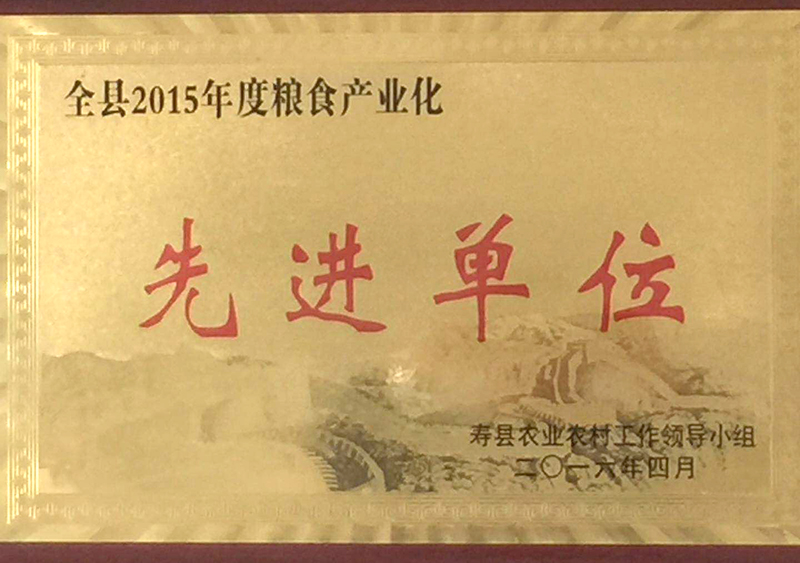 全县2015年度粮食产业化
先进单位
寿县农业农村工作领导小组
二〇一六年四月